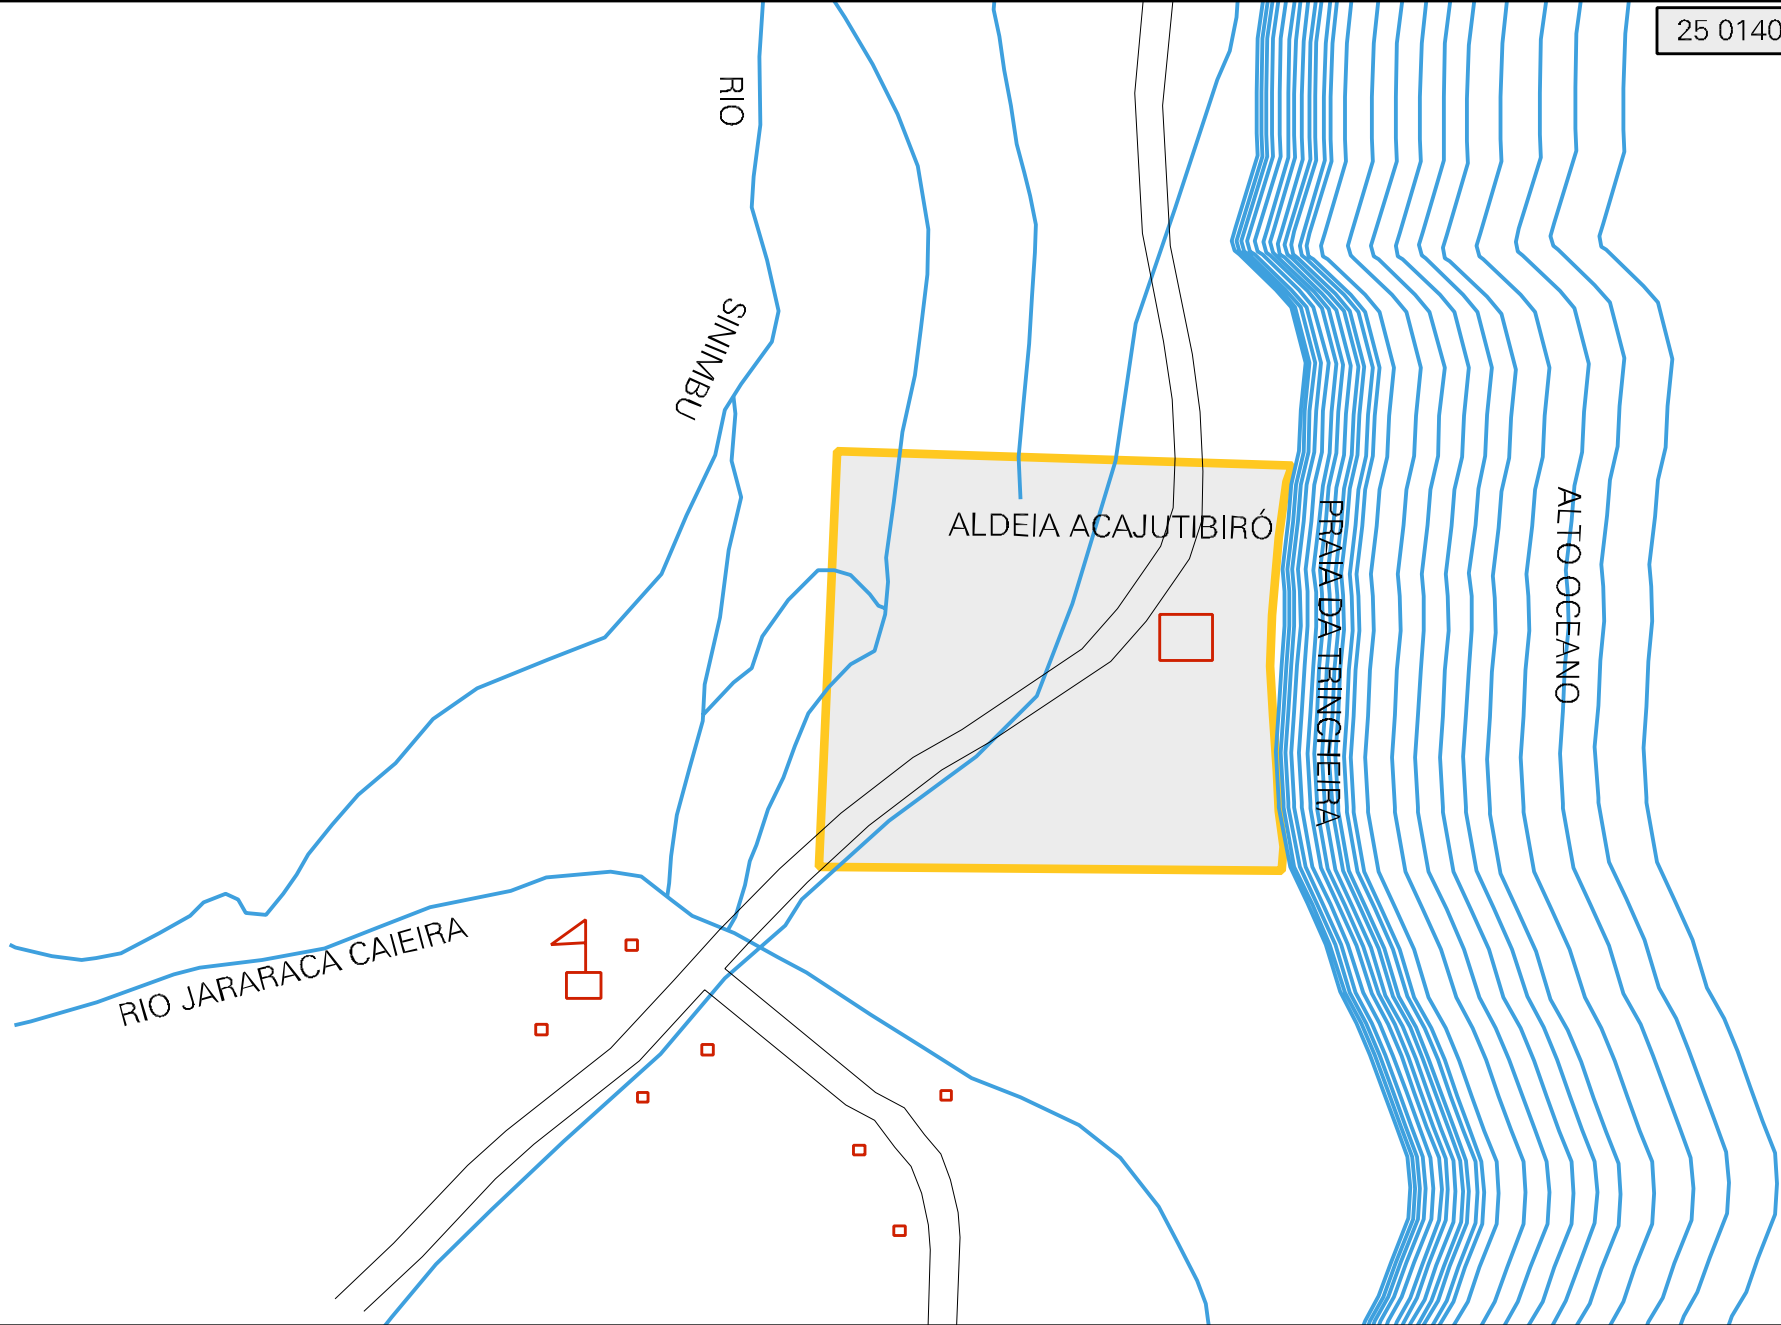 25 0140
RIO
SINIMBU
ALDEIA ACAJUTIBIRÓ
PRAIA DA TRINCHEIRA
ALTO OCEANO
RIO JARARACA CAIEIRA